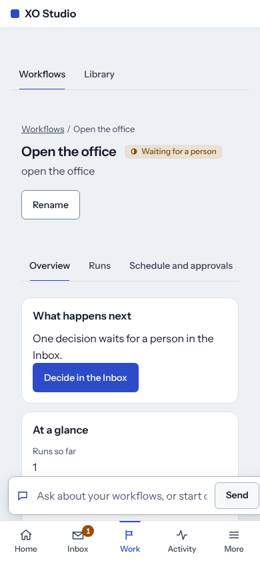 XO Studio
Workflows Library
Workflows / Open the office
Open the office Waiting for a person
open the office
Rename
Overview Runs Schedule and approvals
What happens next
One decision waits for a person in the
Inbox.
Decide in the Inbox
At a glance
Runs so far
1
Ask about your workflows, or start Send
1
Home Inbox Work Activity More